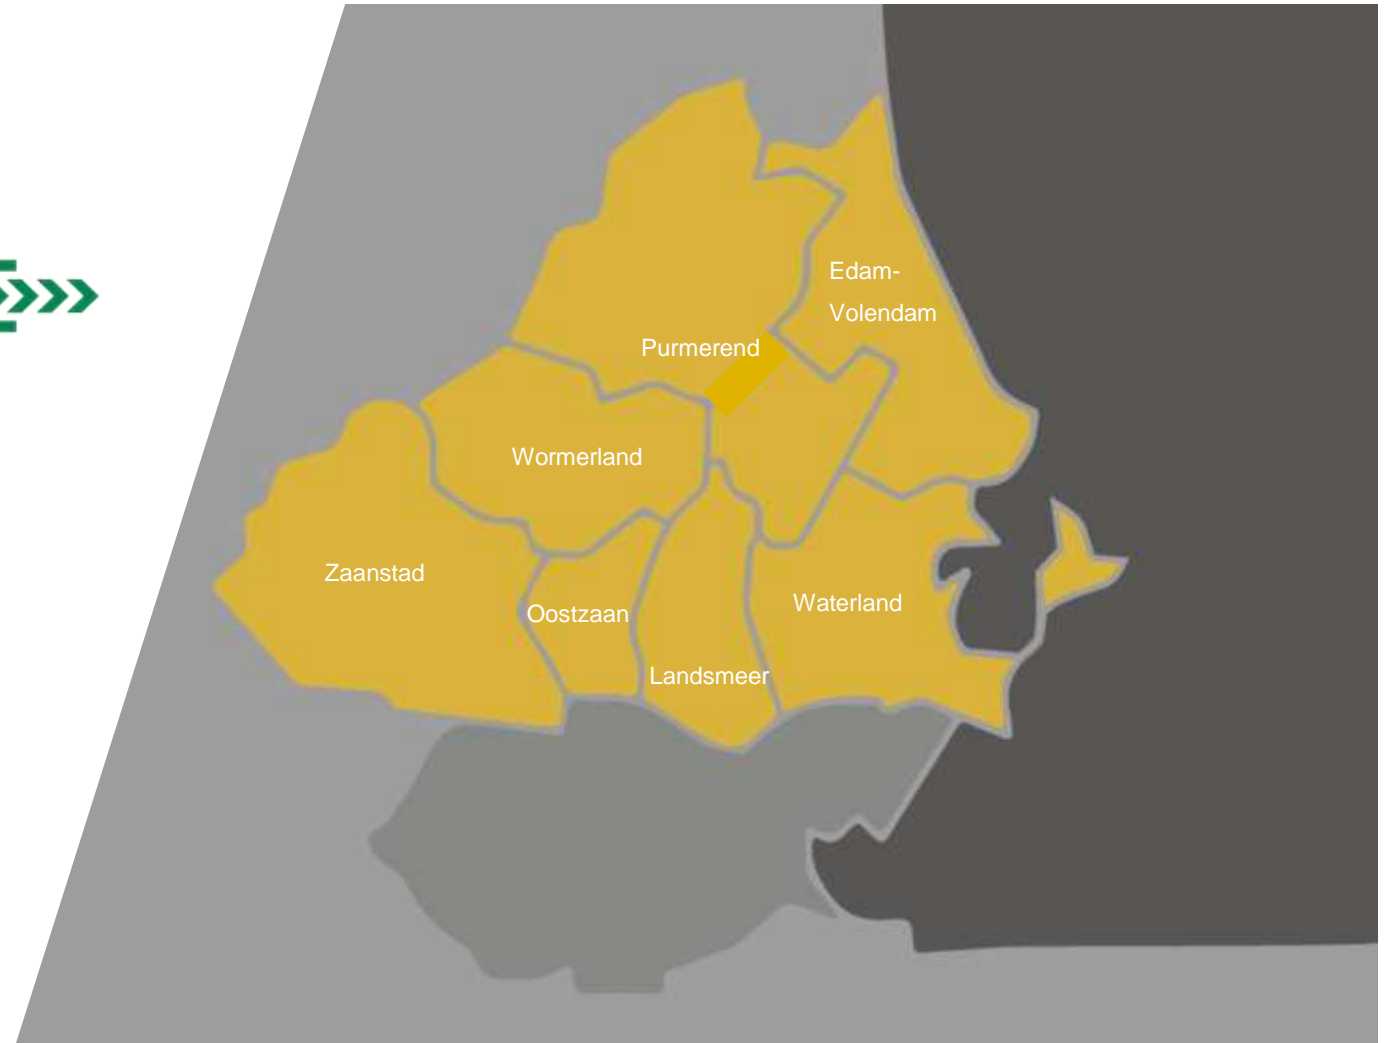 Edam-
Volendam
Purmerend
Wormerland
Zaanstad
Oostzaan
Waterland
Landsmeer